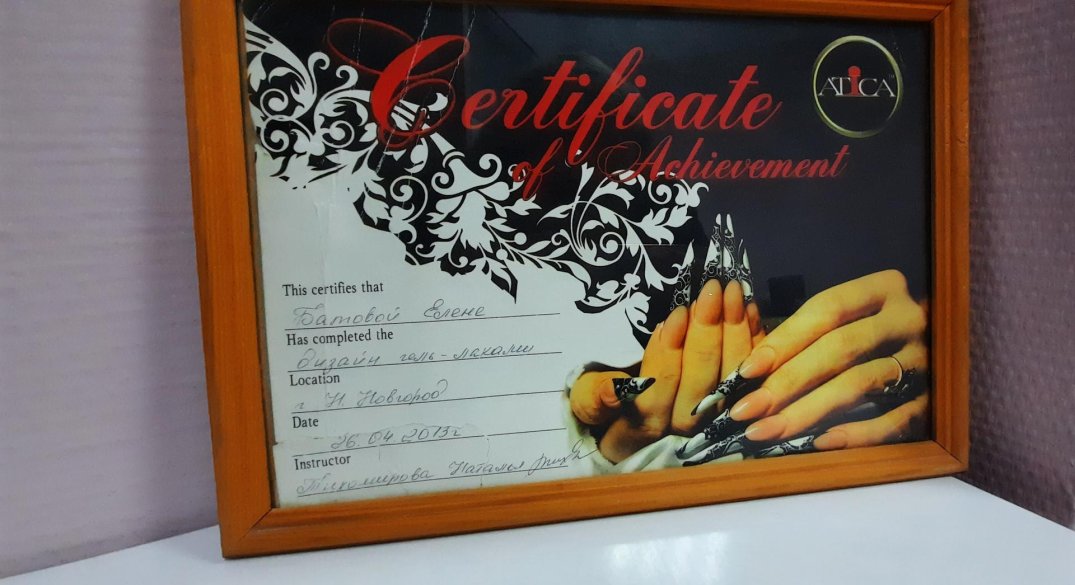 Certificate
of Achievement
ATICA
This certifies that
Батовой Елене
Has completed the
дизайн гель-лаками
Location
г Н. Новгород
Date
26.04.2013г
Instructor
Тихомирова Наталья